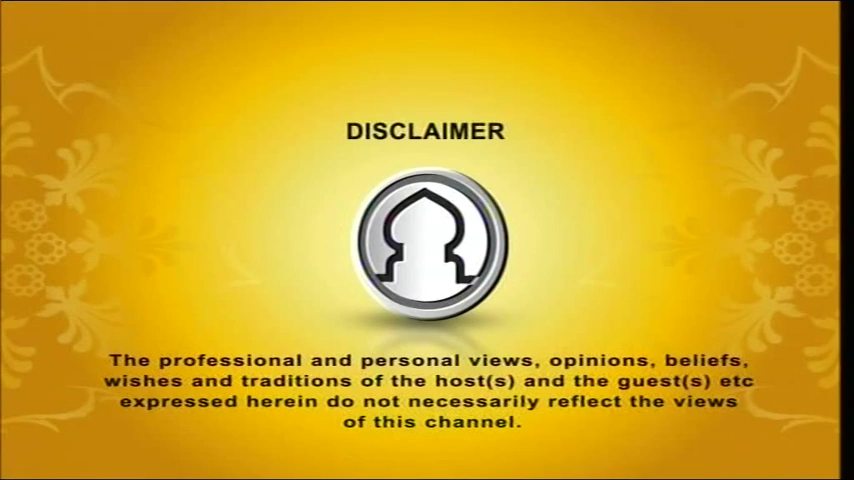 DISCLAIMER
The professional and personal views, opinions, beliefs,
wishes and traditions of the host(s) and the guest(s) etc
expressed herein do not necessarily reflect the views
of this channel.